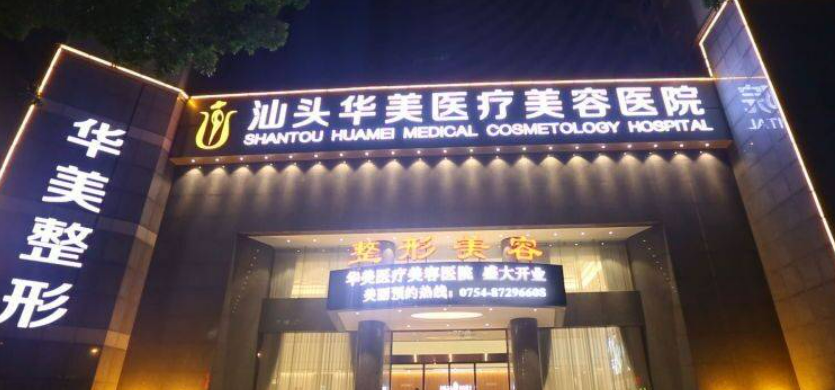 汕头华美医疗美容医院
SHANTOU HUAMEI MEDICAL COSMETOLOGY HOSPITAL
华美整形
整形美容
华美医疗美容医院 盛大开业
美丽预约热线：0754-87296608
院
ITAL